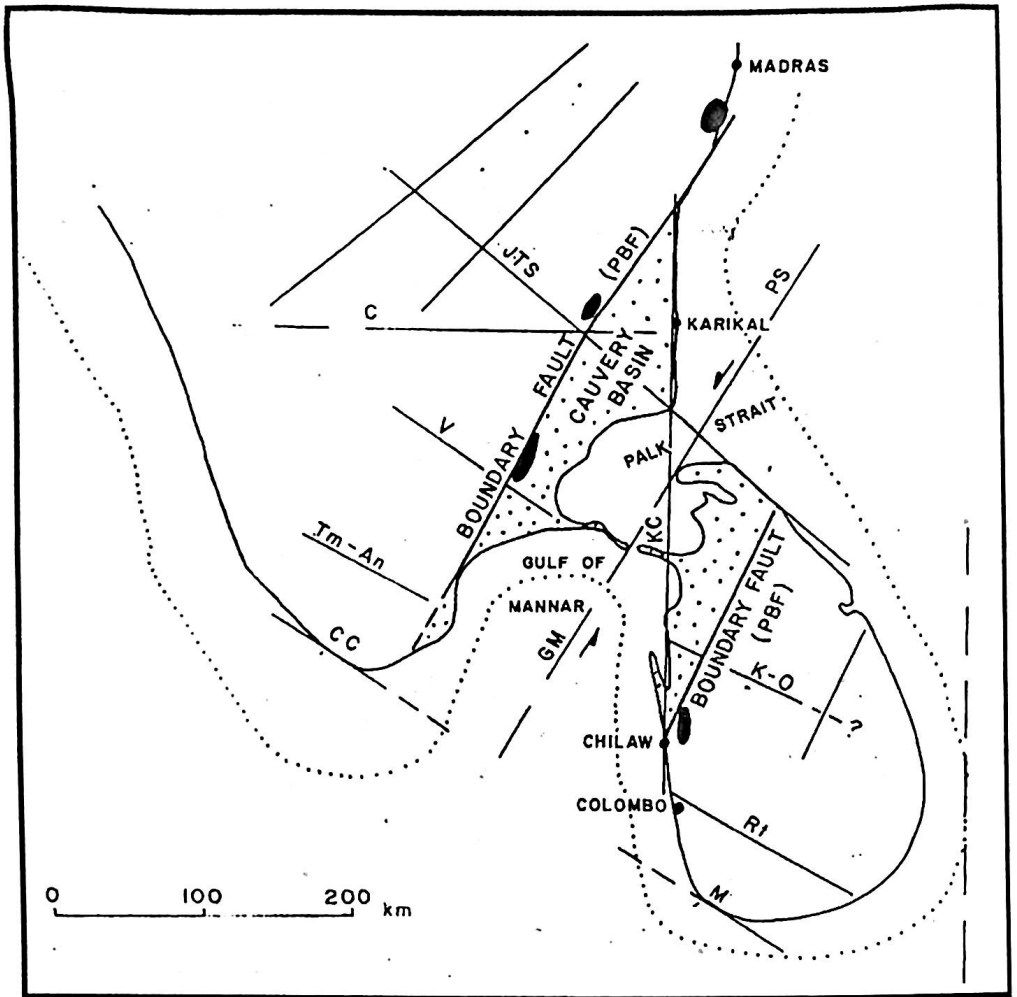 MADRAS
PS
J-TS
(PBF)
C
KARIKAL
FAULT
CAUVERY
BASIN
STRAIT
V
BOUNDARY
PALK
Tm-An
KC
GULF OF
MANNAR
BOUNDARY FAULT
(PBF)
CC
GM
K-O
?
CHILAW
COLOMBO
Rt
M
0 100 200
km